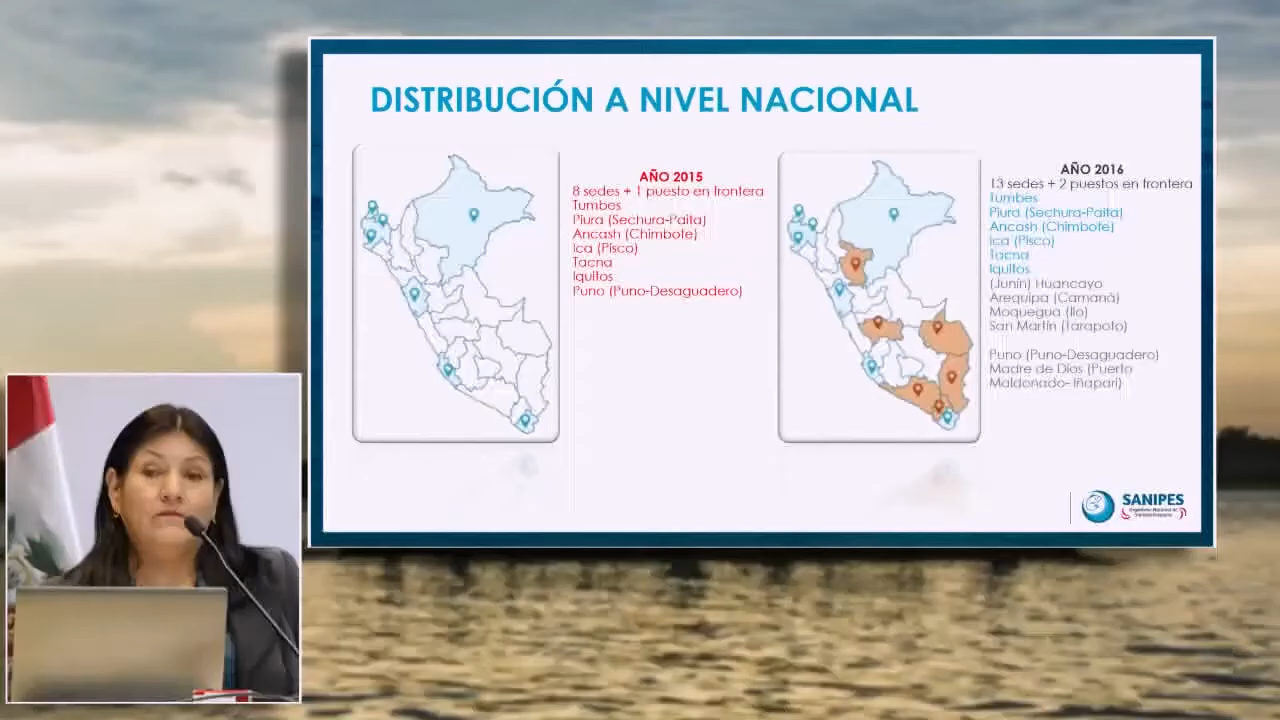 DISTRIBUCIÓN A NIVEL NACIONAL
AÑO 2015
8 sedes + 1 puesto en frontera
Tumbes
Piura (Sechura-Paita)
Ancash (Chimbote)
Ica (Pisco)
Tacna
Iquitos
Puno (Puno-Desaguadero)
AÑO 2016
13 sedes + 2 puestos en frontera
Tumbes
Piura (Sechura-Paita)
Ancash (Chimbote)
Ica (Pisco)
Tacna
Iquitos
(Junín) Huancayo
Arequipa (Camaná)
Moquegua (Ilo)
San Martín (Tarapoto)
Puno (Puno-Desaguadero)
Madre de Dios (Puerto
Maldonado- Iñapari)
SANIPES